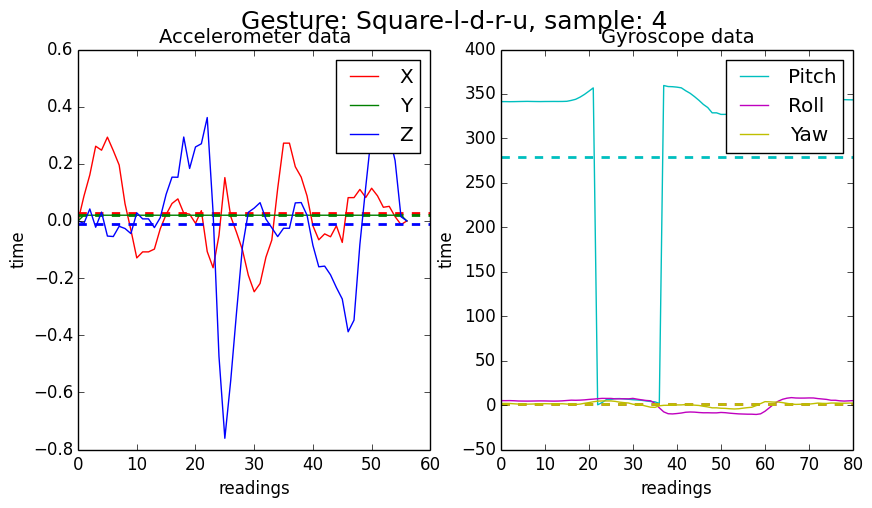 Gesture: Square-l-d-r-u, sample: 4
Accelerometer data
0.6
0.4
0.2
0.0
−0.2
−0.4
−0.6
−0.8
time
0 10 20 30 40 50 60
readings
X
Y
Z
Gyroscope data
400
350
300
250
200
150
100
50
0
−50
time
0 10 20 30 40 50 60 70 80
readings
Pitch
Roll
Yaw